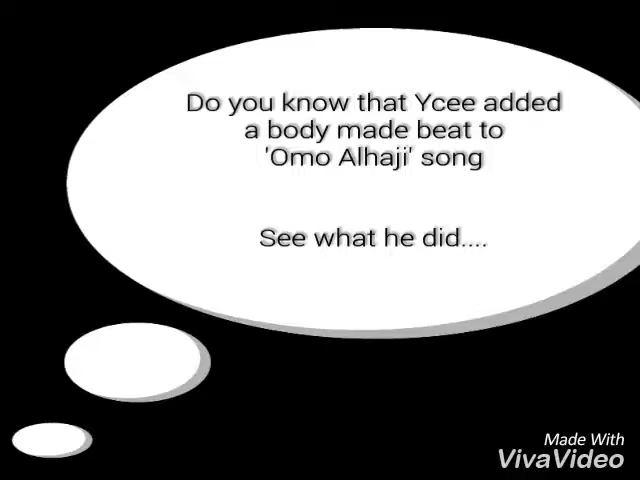 Do you know that Ycee added
a body made beat to
'Omo Alhaji' song
See what he did....
Made With
VivaVideo